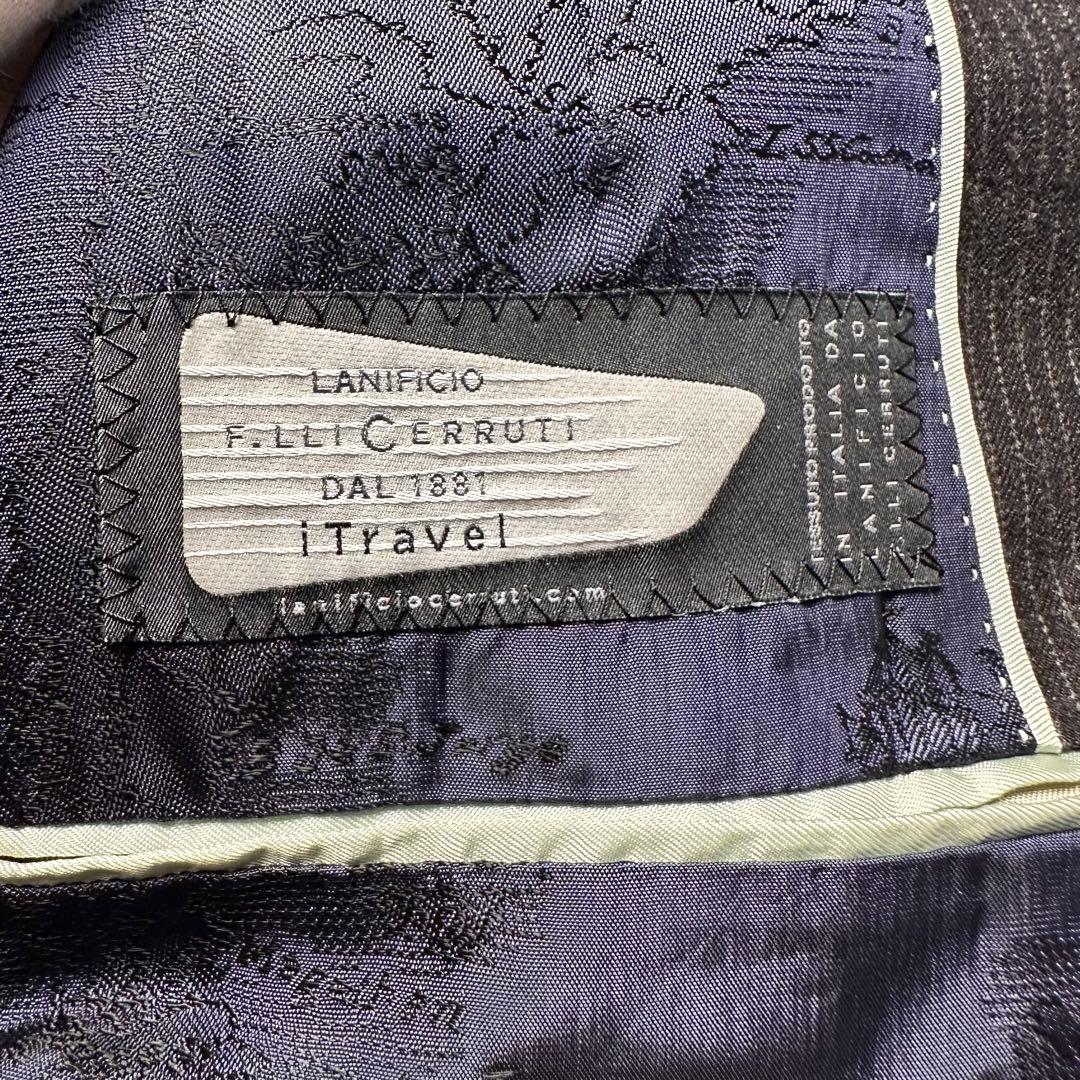 LANIFICIO
F.LLI CERRUTI
DAL 1881
iTravel
lanificiocerruti.com
TESSUTO PRODOTTO
IN ITALIA DA
LANIFICIO
F.LLI CERRUTI